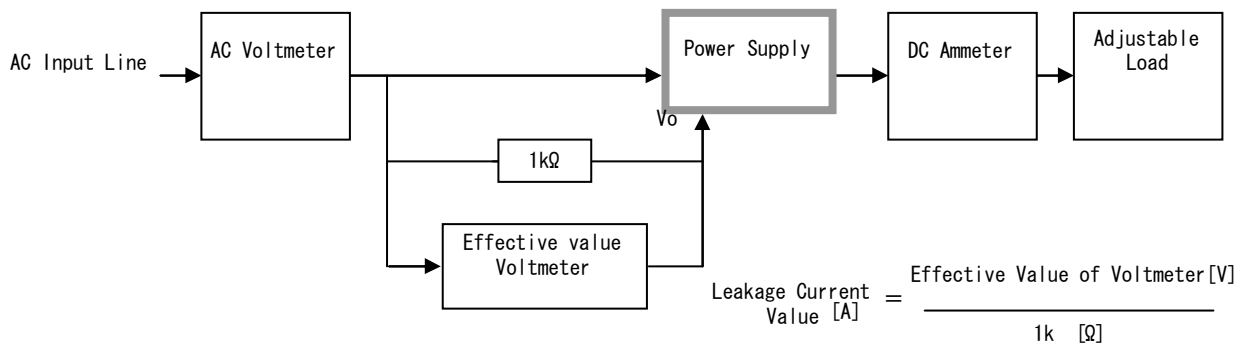 AC Input Line
AC Voltmeter
Power Supply
DC Ammeter
Adjustable
Load
Vo
1kΩ
Effective value
Voltmeter
Leakage Current
Value [A]
=
Effective Value of Voltmeter[V]
1k [Ω]